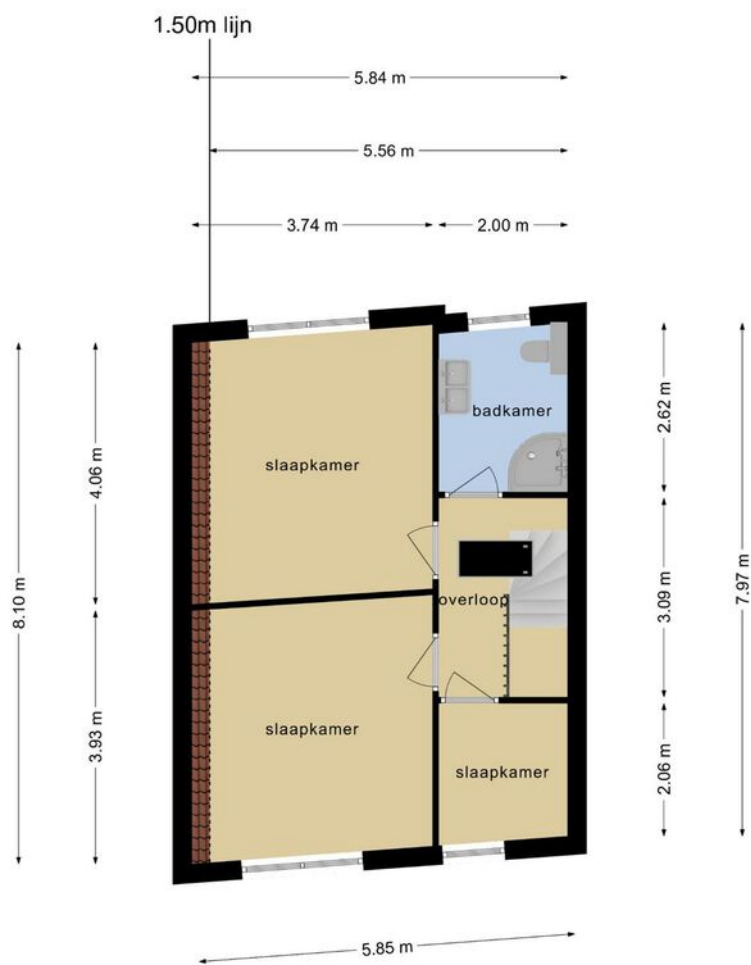 1.50m lijn
5.84 m
5.56 m
3.74 m
2.00 m
badkamer
2.62 m
slaapkamer
4.06 m
8.10 m
overloop
3.09 m
7.97 m
slaapkamer
3.93 m
slaapkamer
2.06 m
5.85 m